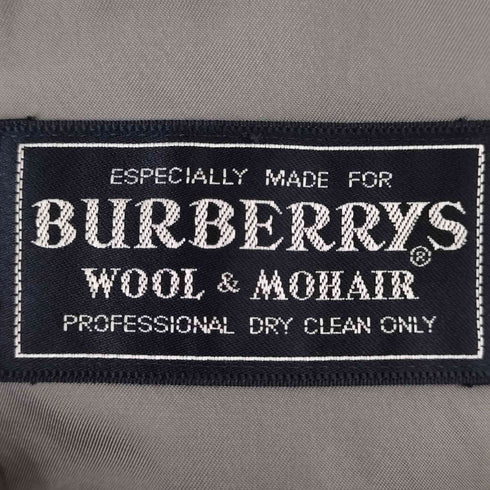 ESPECIALLY MADE FOR
BURBERRYS®
WOOL & MOHAIR
PROFESSIONAL DRY CLEAN ONLY